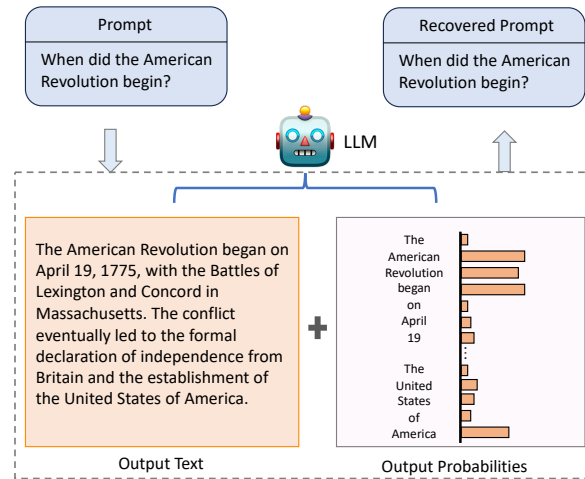 Prompt
When did the American
Revolution begin?
Recovered Prompt
When did the American
Revolution begin?
LLM
The American Revolution began on
April 19, 1775, with the Battles of
Lexington and Concord in
Massachusetts. The conflict
eventually led to the formal
declaration of independence from
Britain and the establishment of
the United States of America.
+
The
American
Revolution
began
on
April
19
⋮
The
United
States
of
America
Output Text
Output Probabilities